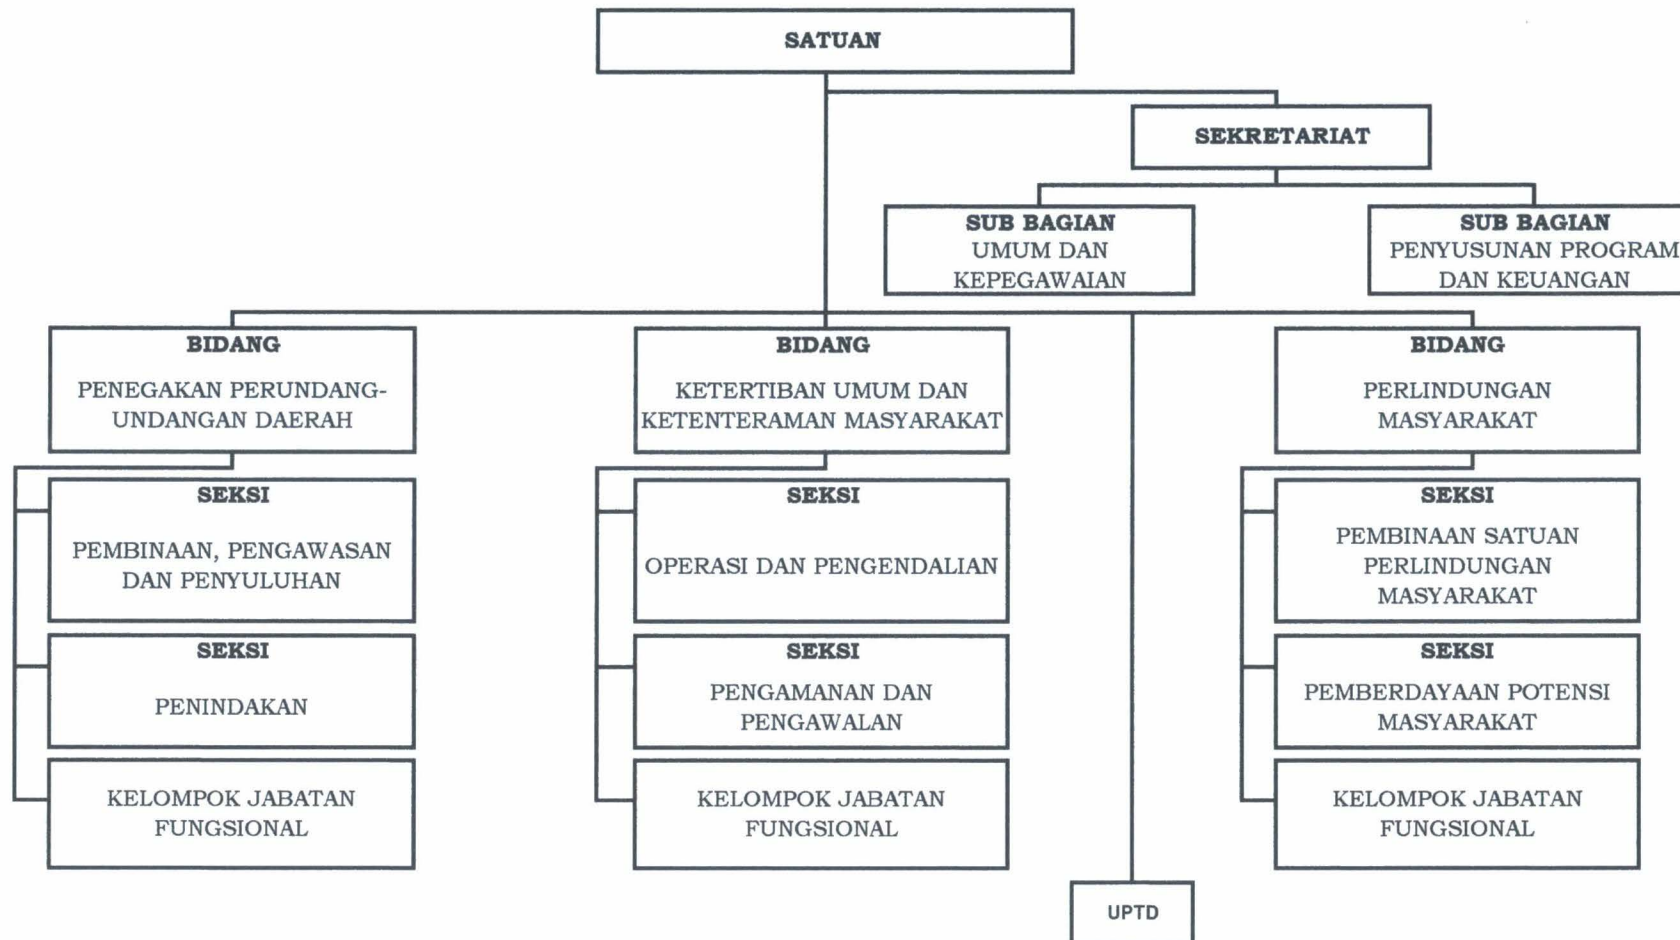 SATUAN
SEKRETARIAT
SUB BAGIAN
UMUM DAN
KEPEGAWAIAN
SUB BAGIAN
PENYUSUNAN PROGRAM
DAN KEUANGAN
BIDANG
PENEGAKAN PERUNDANG-
UNDANGAN DAERAH
SEKSI
PEMBINAAN, PENGAWASAN
DAN PENYULUHAN
SEKSI
PENINDAKAN
KELOMPOK JABATAN
FUNGSIONAL
BIDANG
KETERTIBAN UMUM DAN
KETENTERAMAN MASYARAKAT
SEKSI
OPERASI DAN PENGENDALIAN
SEKSI
PENGAMANAN DAN
PENGAWALAN
KELOMPOK JABATAN
FUNGSIONAL
BIDANG
PERLINDUNGAN
MASYARAKAT
SEKSI
PEMBINAAN SATUAN
PERLINDUNGAN
MASYARAKAT
SEKSI
PEMBERDAYAAN POTENSI
MASYARAKAT
KELOMPOK JABATAN
FUNGSIONAL
UPTD